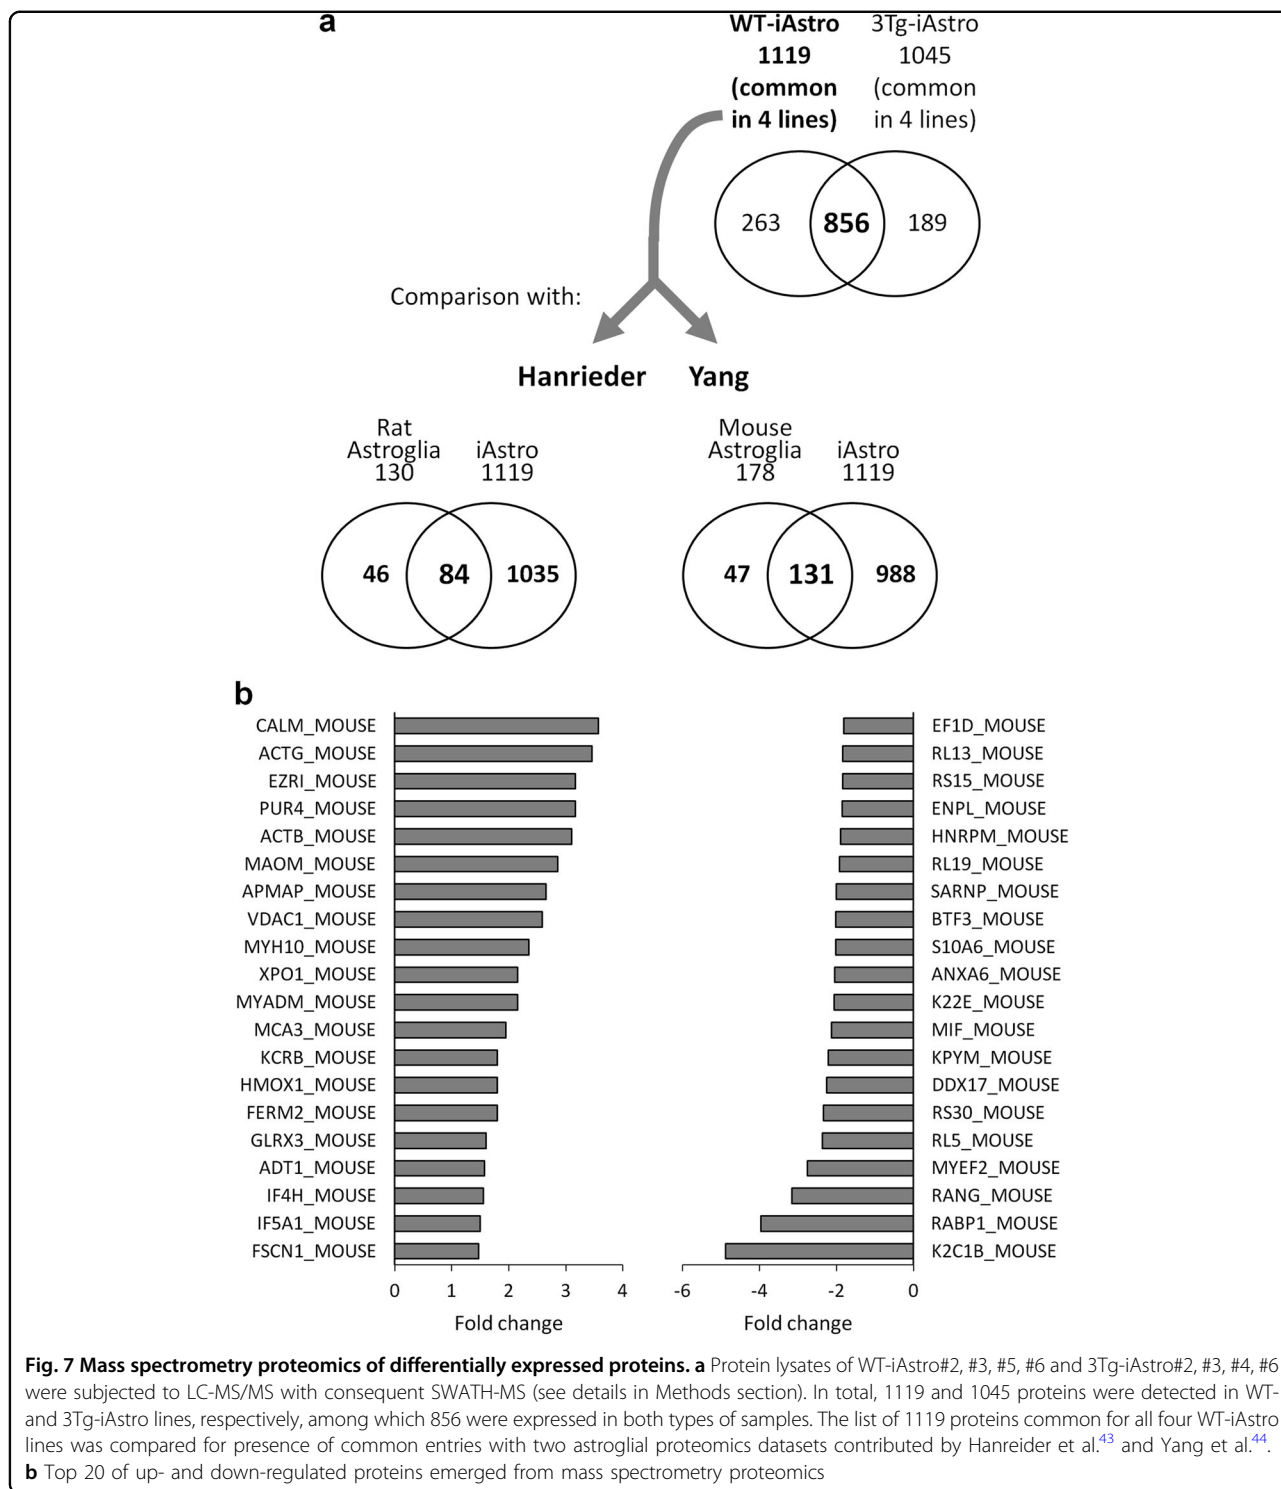 a
WT-iAstro
1119
(common
in 4 lines)
3Tg-iAstro
1045
(common
in 4 lines)
263
856
189
Comparison with:
Hanrieder
Yang
Rat
Astroglia
130
iAstro
1119
46
84
1035
Mouse
Astroglia
178
iAstro
1119
47
131
988
b
CALM_MOUSE
ACTG_MOUSE
EZRI_MOUSE
PUR4_MOUSE
ACTB_MOUSE
MAOM_MOUSE
APMAP_MOUSE
VDAC1_MOUSE
MYH10_MOUSE
XPO1_MOUSE
MYADM_MOUSE
MCA3_MOUSE
KCRB_MOUSE
HMOX1_MOUSE
FERM2_MOUSE
GLRX3_MOUSE
ADT1_MOUSE
IF4H_MOUSE
IF5A1_MOUSE
FSCN1_MOUSE
0 1 2 3 4
Fold change
EF1D_MOUSE
RL13_MOUSE
RS15_MOUSE
ENPL_MOUSE
HNRPM_MOUSE
RL19_MOUSE
SARNP_MOUSE
BTF3_MOUSE
S10A6_MOUSE
ANXA6_MOUSE
K22E_MOUSE
MIF_MOUSE
KPYM_MOUSE
DDX17_MOUSE
RS30_MOUSE
RL5_MOUSE
MYEF2_MOUSE
RANG_MOUSE
RABP1_MOUSE
K2C1B_MOUSE
-6 -4 -2 0
Fold change
Fig. 7 Mass spectrometry proteomics of differentially expressed proteins. a Protein lysates of WT-iAstro#2, #3, #5, #6 and 3Tg-iAstro#2, #3, #4, #6
were subjected to LC-MS/MS with consequent SWATH-MS (see details in Methods section). In total, 1119 and 1045 proteins were detected in WT-
and 3Tg-iAstro lines, respectively, among which 856 were expressed in both types of samples. The list of 1119 proteins common for all four WT-iAstro
lines was compared for presence of common entries with two astroglial proteomics datasets contributed by Hanreider et al.43 and Yang et al.44.
b Top 20 of up- and down-regulated proteins emerged from mass spectrometry proteomics